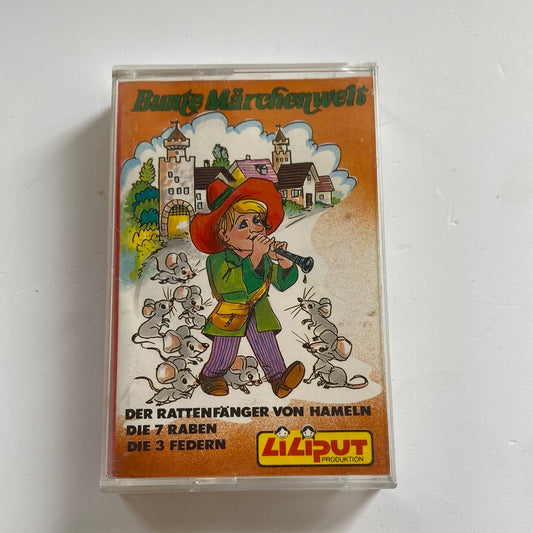 Bunte Märchenwelt
DER RATTENFÄNGER VON HAMELN
DIE 7 RABEN
DIE 3 FEDERN
LiLiPUT
PRODUKTION